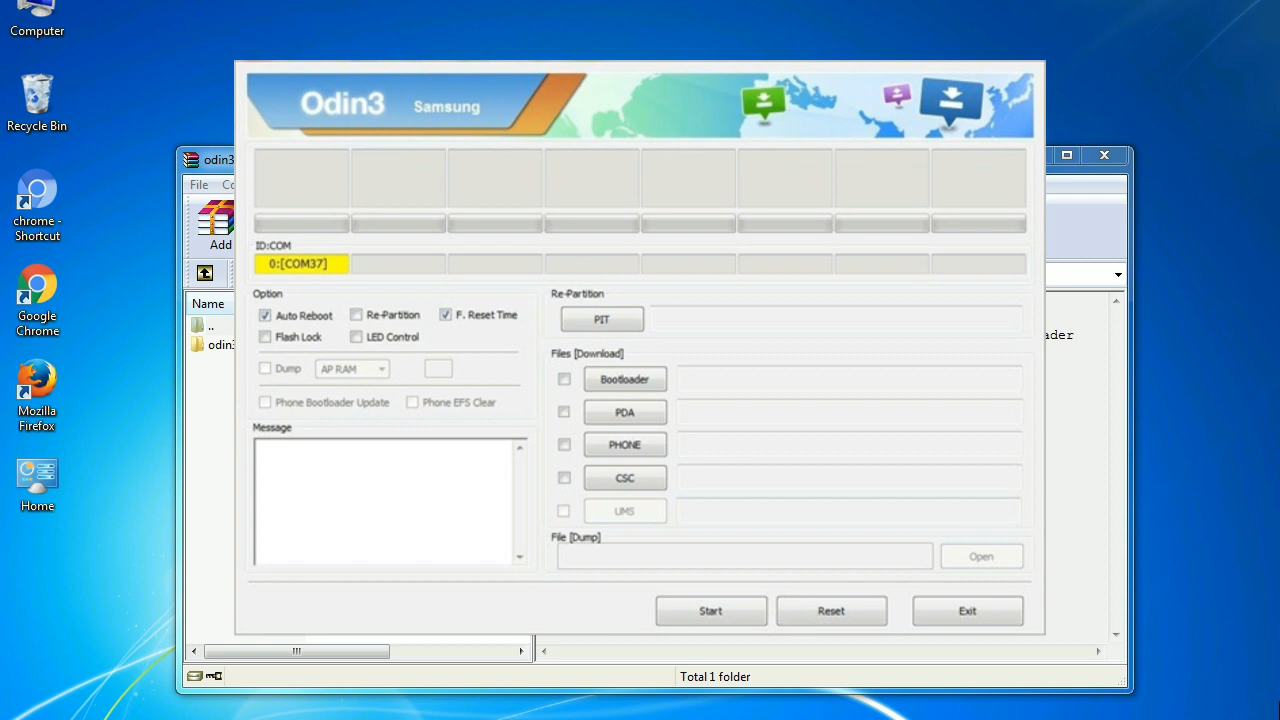 Computer
Recycle Bin
chrome -
Shortcut
Google
Chrome
Mozilla
Firefox
Home
odin3
File
Add
Name
..
odin3
Total 1 folder
Odin3 Samsung
ID:COM
0:[COM37]
Option
Auto Reboot
Re-Partition
F. Reset Time
Flash Lock
LED Control
Dump
AP RAM
Phone Bootloader Update
Phone EFS Clear
Message
Re-Partition
PIT
Files [Download]
Bootloader
PDA
PHONE
CSC
UMS
File [Dump]
Open
Start
Reset
Exit